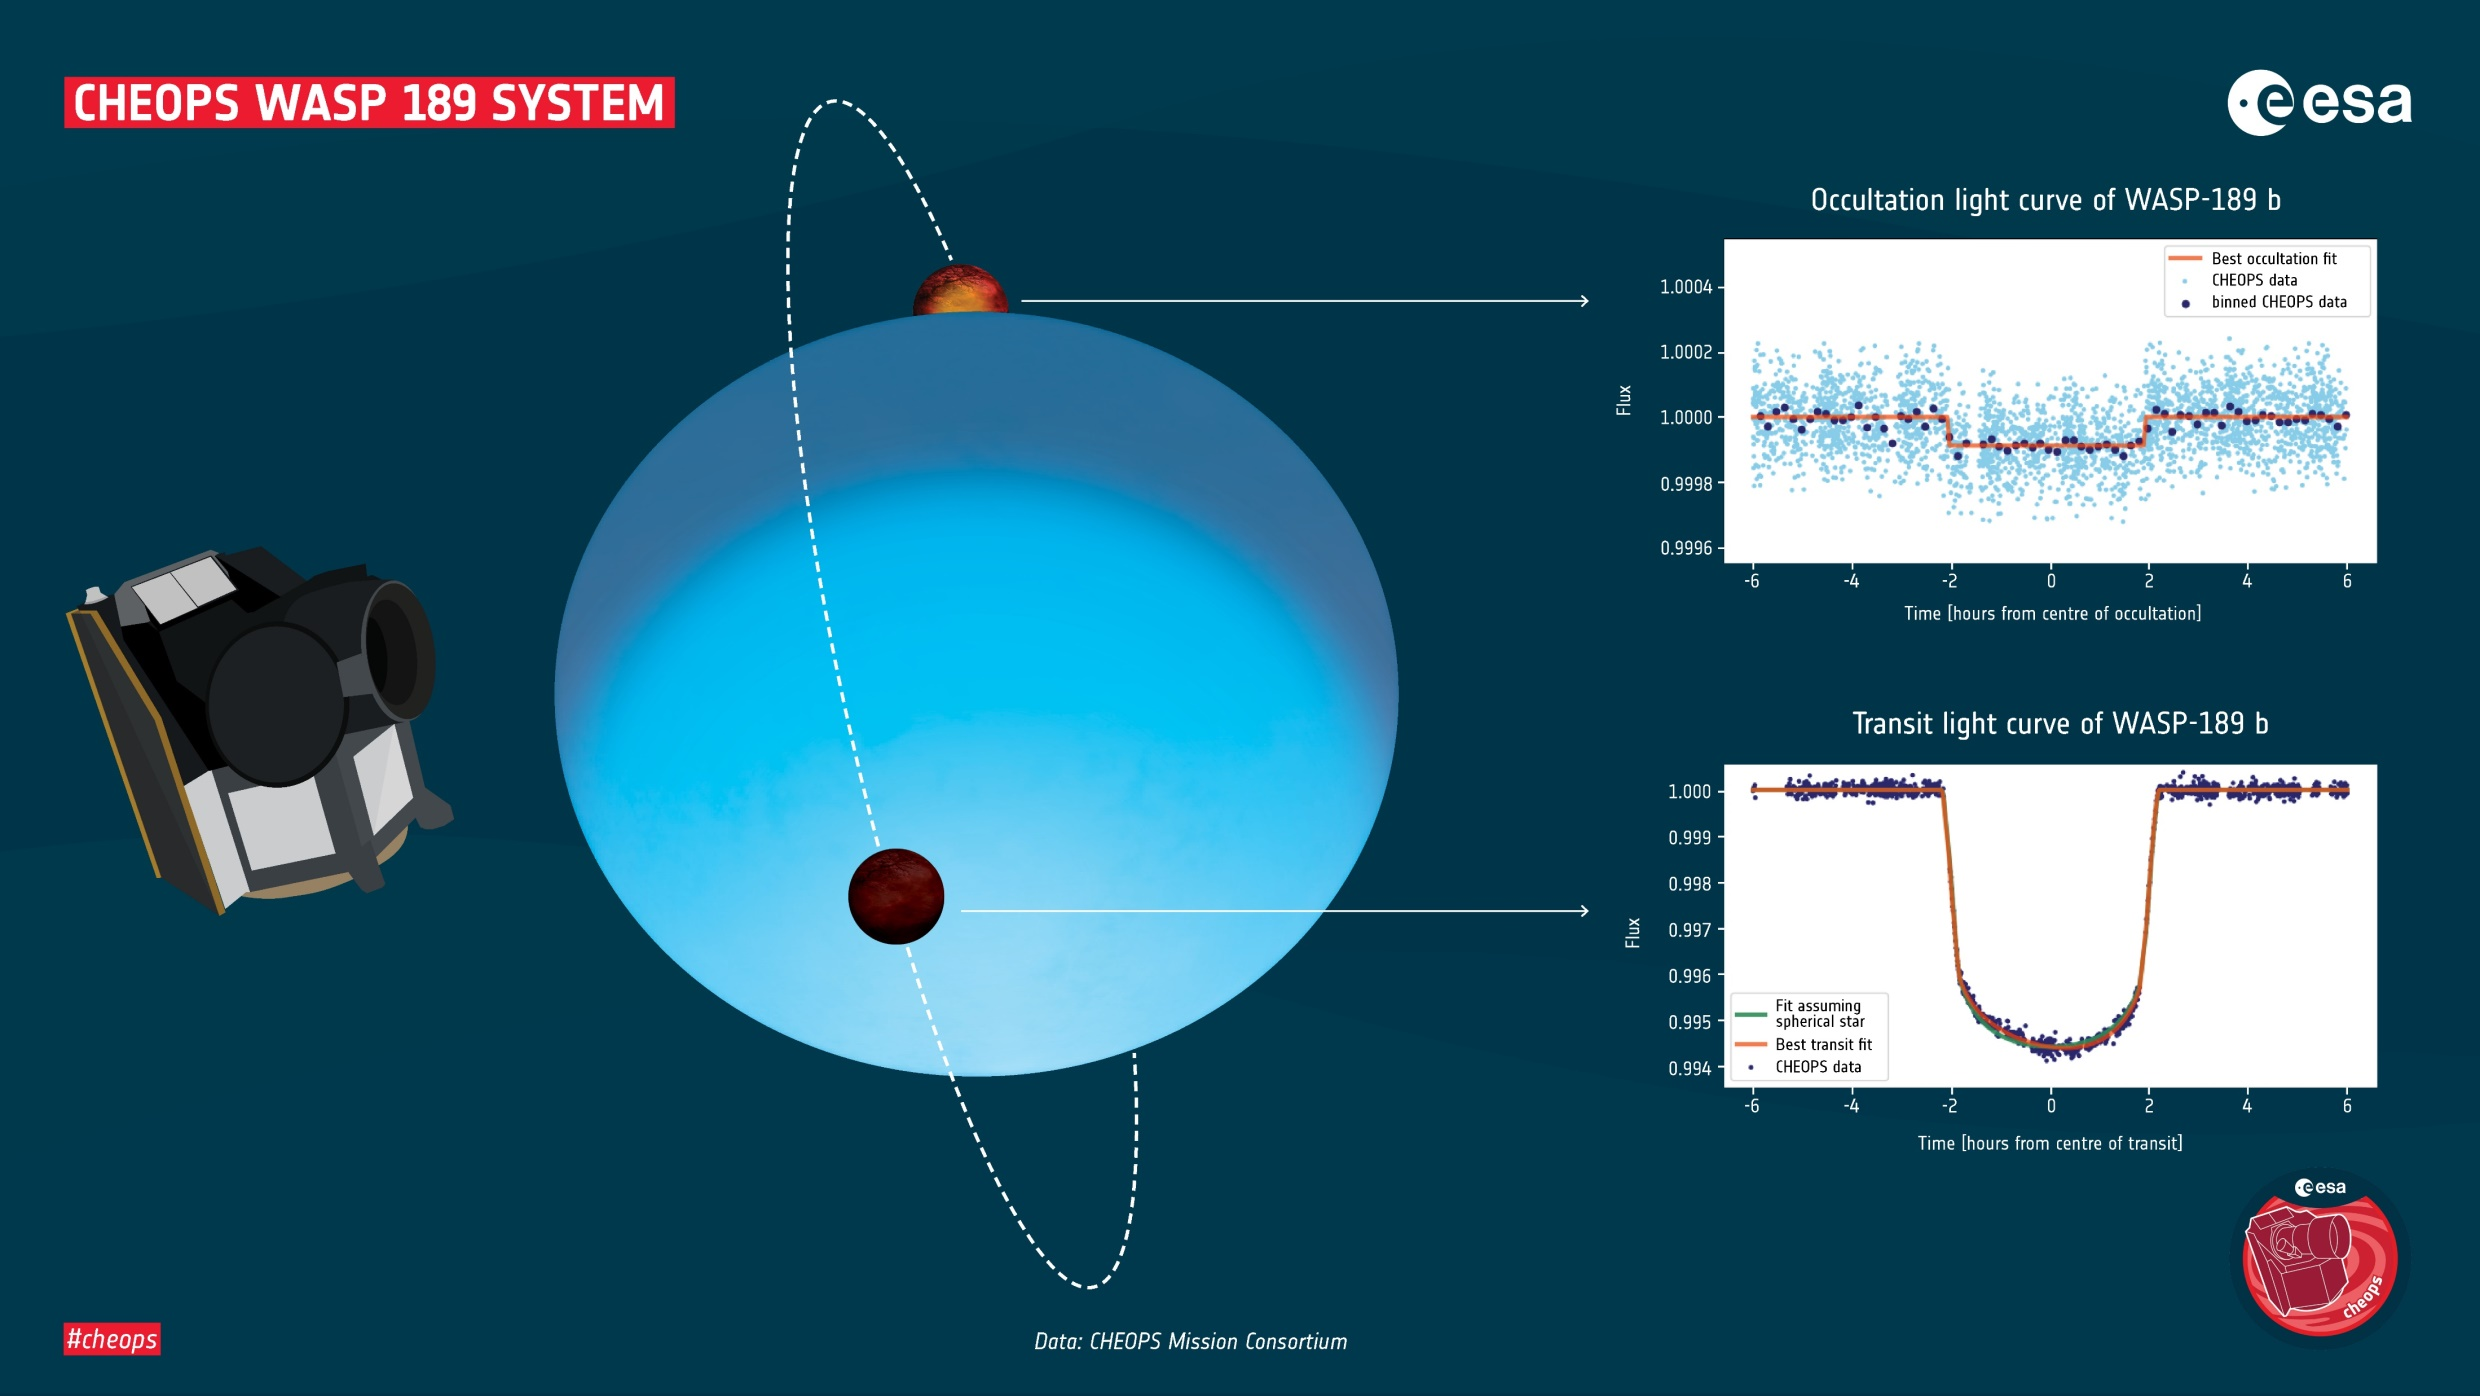 CHEOPS WASP 189 SYSTEM
esa
Occultation light curve of WASP-189 b
Best occultation fit
CHEOPS data
binned CHEOPS data
1.0004
1.0002
1.0000
0.9998
0.9996
Flux
-6 -4 -2 0 2 4 6
Time [hours from centre of occultation]
Transit light curve of WASP-189 b
1.000
0.999
0.998
0.997
0.996
0.995
0.994
Flux
Fit assuming
spherical star
Best transit fit
CHEOPS data
-6 -4 -2 0 2 4 6
Time [hours from centre of transit]
esa
cheops
#cheops
Data: CHEOPS Mission Consortium